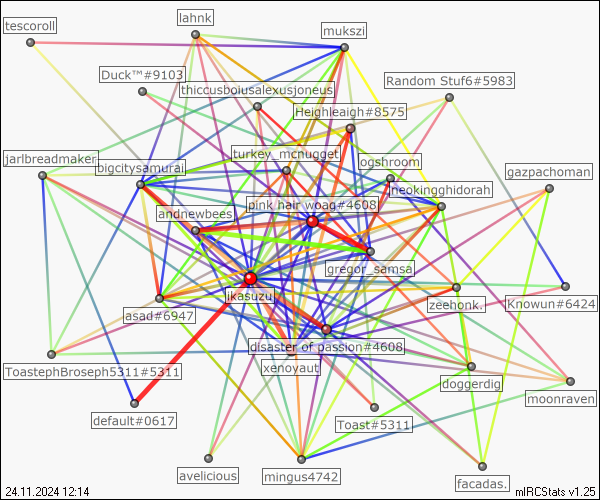 lahnk
tescoroll
mukszi
Duck™#9103
Random Stuf6#5983
thiccusboiusalexusjoneus
Heighleaigh#8575
turkey_mcnugget
logshroom
jarlbreadmaker
bigcitysamurai
gazpachoman
neokingghidorah
pink hair woag#4608
andnewbees
gregor_samsa
jkasuzuj
zeehonk.
Knowun#6424
asad#6947
disaster of passion#4608
xenoyaut
ToastephBroseph5311#5311
doggerdig
moonraven
default#0617
Toast#5311
avelicious
mingus4742
facadas.
24.11.2024 12:14
mIRCStats v1.25